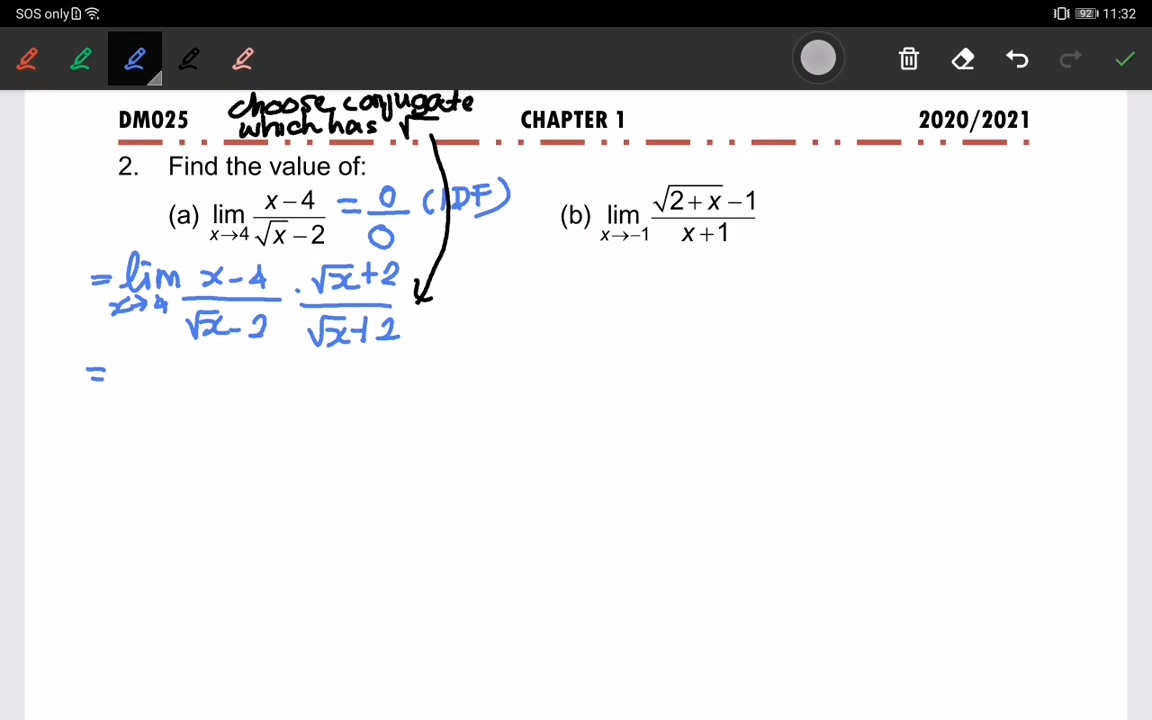 SOS only 92 11:32
choose conjugate
which has √
DM025 CHAPTER 1 2020/2021
2. Find the value of:
(a) lim x→4 (x−4)/(√x −2) = 0/0 (IDF)
(b) lim x→−1 (√(2+x) −1)/(x+1)
= lim x→4 (x−4)/(√x−2) · (√x+2)/(√x+2)
=